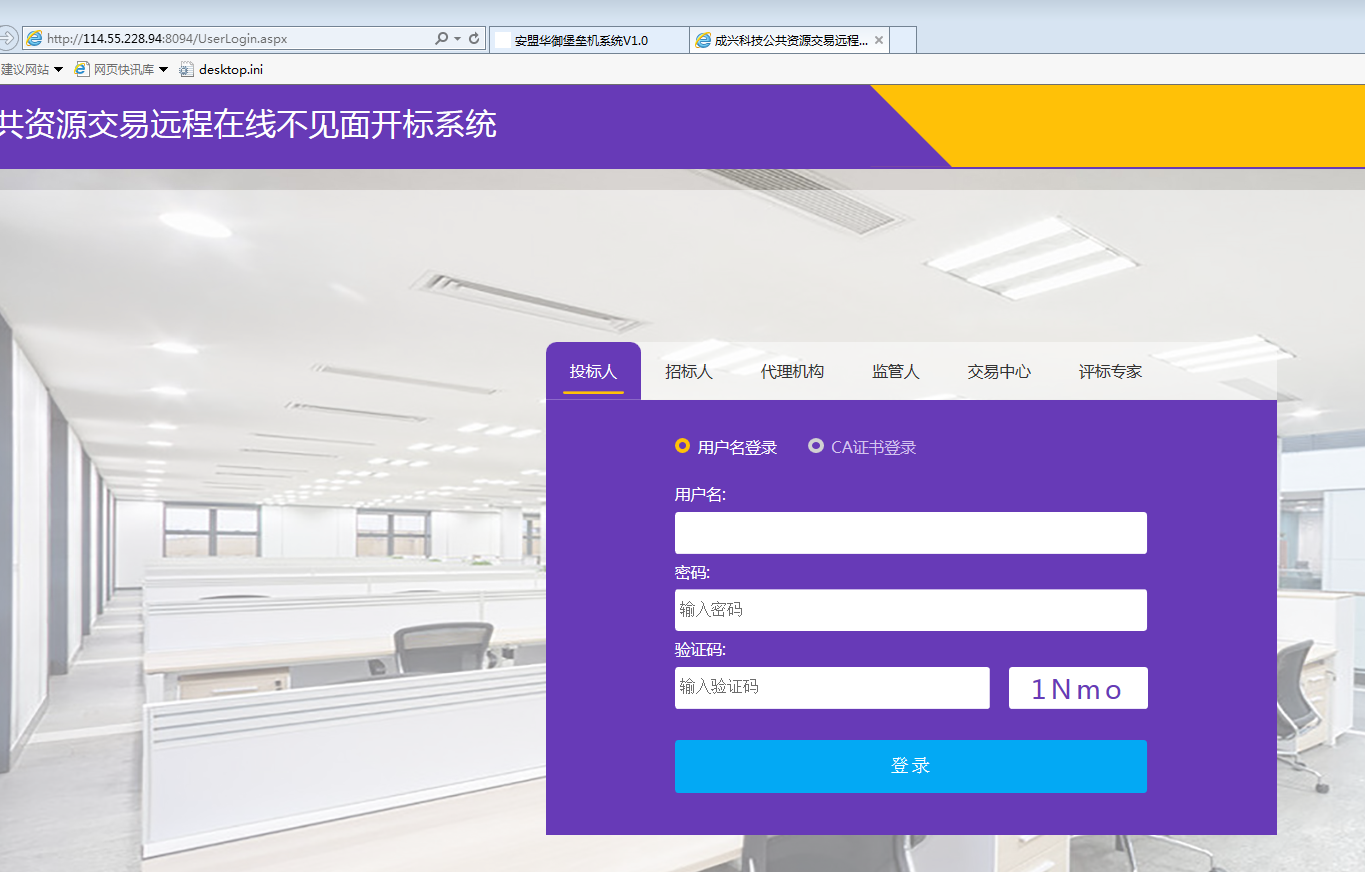 http://114.55.228.94:8094/UserLogin.aspx
安盟华御堡垒机系统V1.0
成兴科技公共资源交易远程...
建议网站
网页快讯库
desktop.ini
共资源交易远程在线不见面开标系统
投标人
招标人
代理机构
监管人
交易中心
评标专家
用户名登录
CA证书登录
用户名:
密码:
输入密码
验证码:
输入验证码
1Nmo
登录